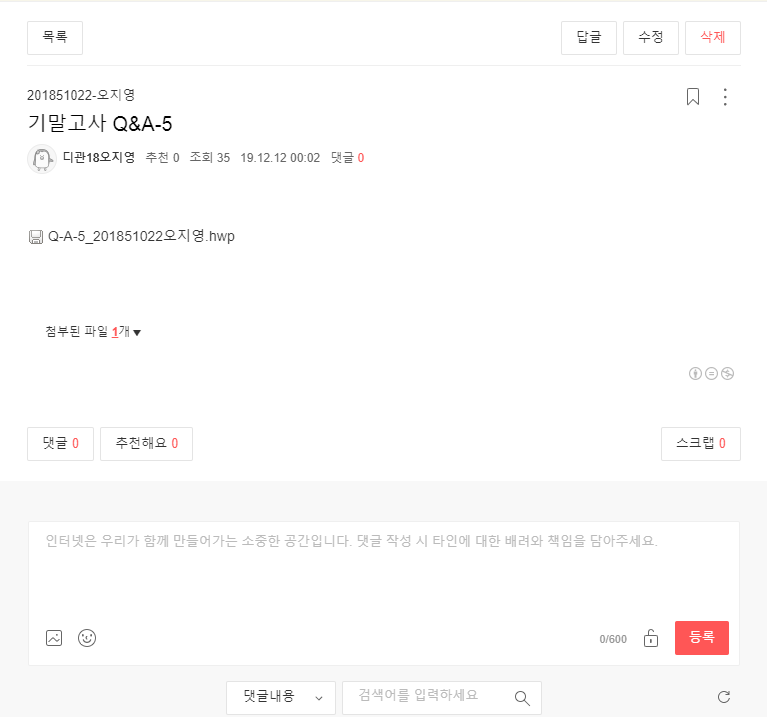 목록 답글 수정 삭제
201851022-오지영
기말고사 Q&A-5
디관18오지영 추천 0 조회 35 19.12.12 00:02 댓글 0
Q-A-5_201851022오지영.hwp
첨부된 파일 1개▼
댓글 0 추천해요 0 스크랩 0
인터넷은 우리가 함께 만들어가는 소중한 공간입니다. 댓글 작성 시 타인에 대한 배려와 책임을 담아주세요.
0/600 등록
댓글내용 검색어를 입력하세요